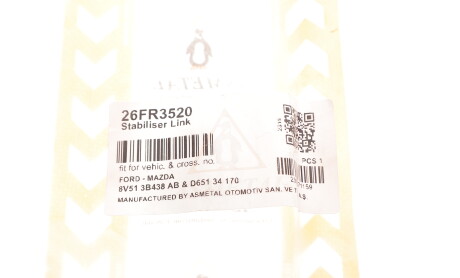 26FR3520
Stabiliser Link
fit for vehic. & cross. no.
FORD - MAZDA
8V51 3B438 AB & D651 34 170
MANUFACTURED BY ASMETAL OTOMOTIV SAN. VE T
A.S.
PCS 1